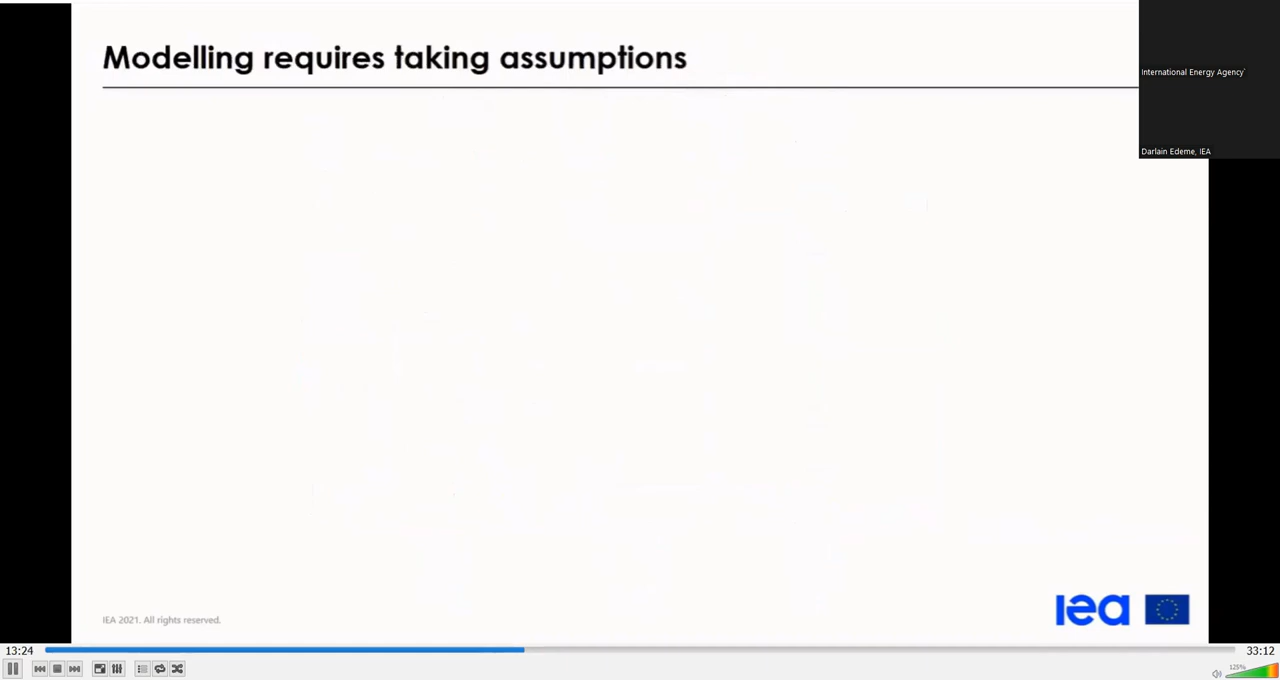 Modelling requires taking assumptions
International Energy Agency'
Darlain Edeme, IEA
IEA 2021. All rights reserved.
iea
13:24
33:12
125%